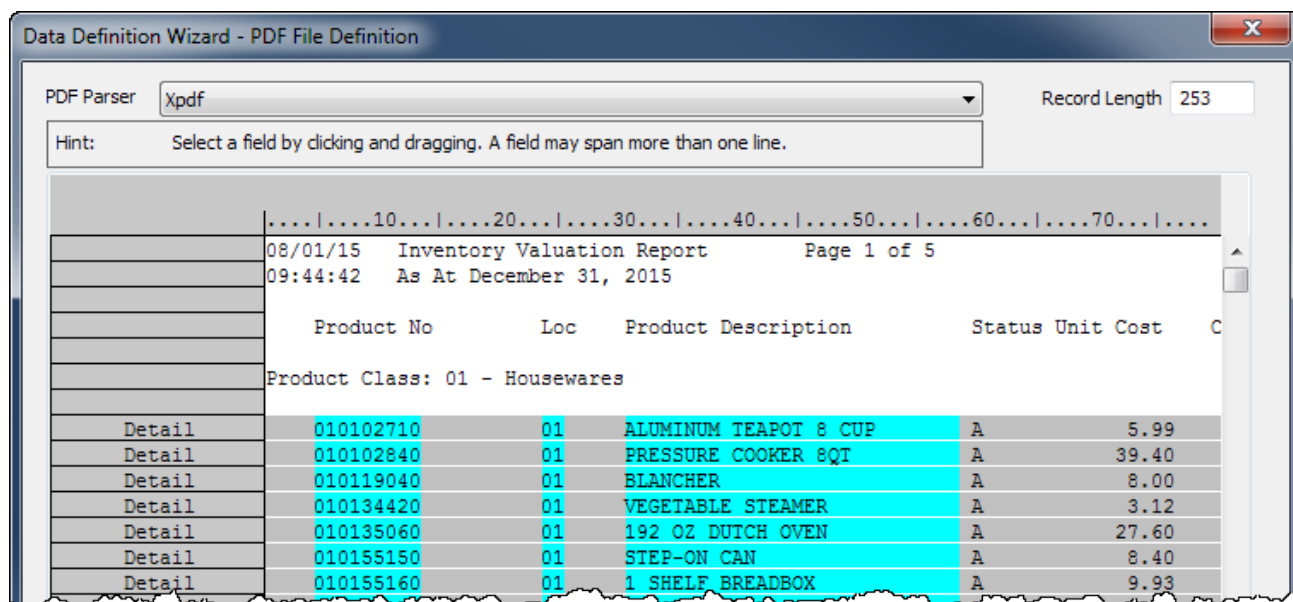 Data Definition Wizard - PDF File Definition
PDF Parser Xpdf Record Length 253
Hint: Select a field by clicking and dragging. A field may span more than one line.
....|....10...|....20...|....30...|....40...|....50...|....60...|....70...|....
08/01/15 Inventory Valuation Report Page 1 of 5
09:44:42 As At December 31, 2015
Product No Loc Product Description Status Unit Cost C
Product Class: 01 - Housewares
Detail 010102710 01 ALUMINUM TEAPOT 8 CUP A 5.99
Detail 010102840 01 PRESSURE COOKER 8QT A 39.40
Detail 010119040 01 BLANCHER A 8.00
Detail 010134420 01 VEGETABLE STEAMER A 3.12
Detail 010135060 01 192 OZ DUTCH OVEN A 27.60
Detail 010155150 01 STEP-ON CAN A 8.40
Detail 010155160 01 1 SHELF BREADBOX A 9.93